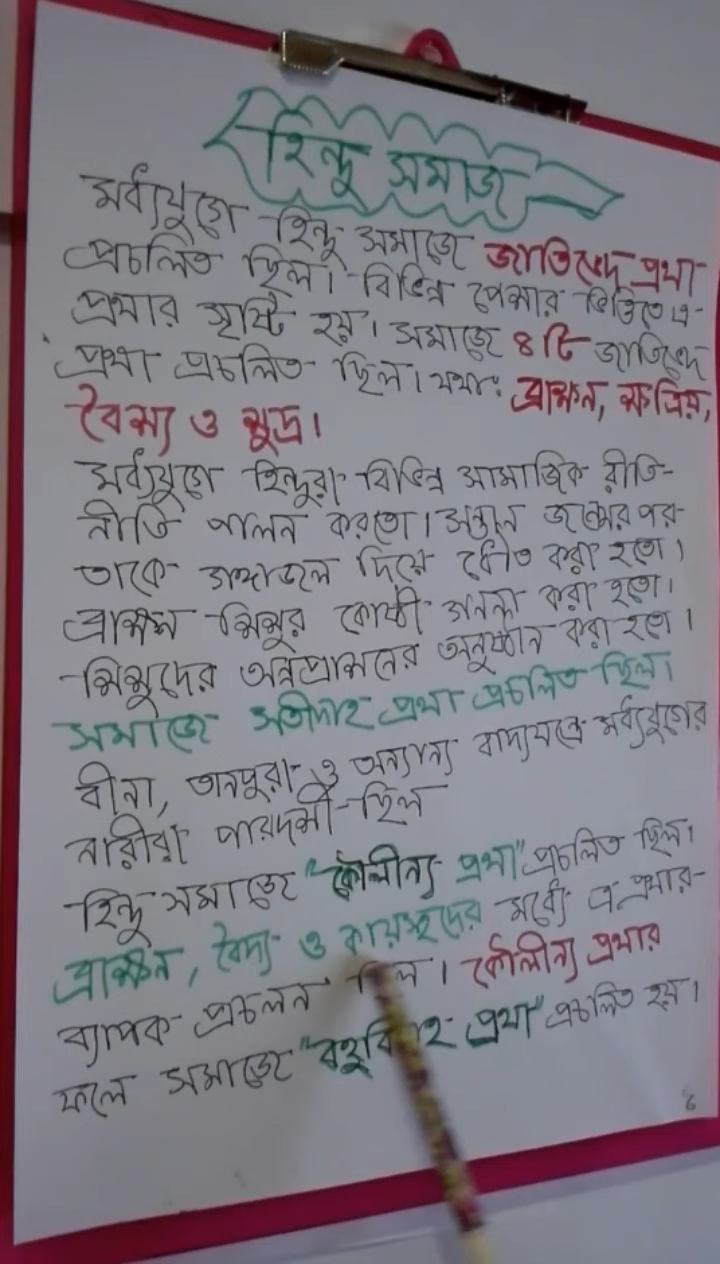 হিন্দু সমাজ
মধ্যযুগে হিন্দু সমাজে জাতিভেদ প্রথা
প্রচলিত ছিল। বিভিন্ন পেশার ভিত্তিতে এ
প্রথার সৃষ্টি হয়। সমাজে ৪টি জাতিভেদ
প্রথা প্রচলিত ছিল। যথা: ব্রাক্ষন, ক্ষত্রিয়,
বৈশ্য ও শুদ্র।
মধ্যযুগে হিন্দুরা বিভিন্ন সামাজিক রীতি-
নীতি পালন করতো। সন্তান জন্মের পর
তাকে গঙ্গাজল দিয়ে ধৌত করা হতো।
ব্রাক্ষন শিশুর কোষ্ঠী গননা করা হতো।
শিশুদের অন্নপ্রাশনের অনুষ্ঠান করা হতো।
সমাজে সতীদাহ প্রথা প্রচলিত ছিল।
বীনা, তানপুরা ও অন্যান্য বাদ্যযন্ত্রে মধ্যযুগের
নারীরা পারদর্শী ছিল
হিন্দু সমাজে "কৌলীন্য প্রথা" প্রচলিত ছিল।
ব্রাক্ষন, বৈদ্য ও কায়স্থদের মধ্যে এ প্রথার
ব্যাপক প্রচলন ছিল। কৌলীন্য প্রথার
ফলে সমাজে "বহুবিবাহ প্রথা" প্রচলিত হয়।